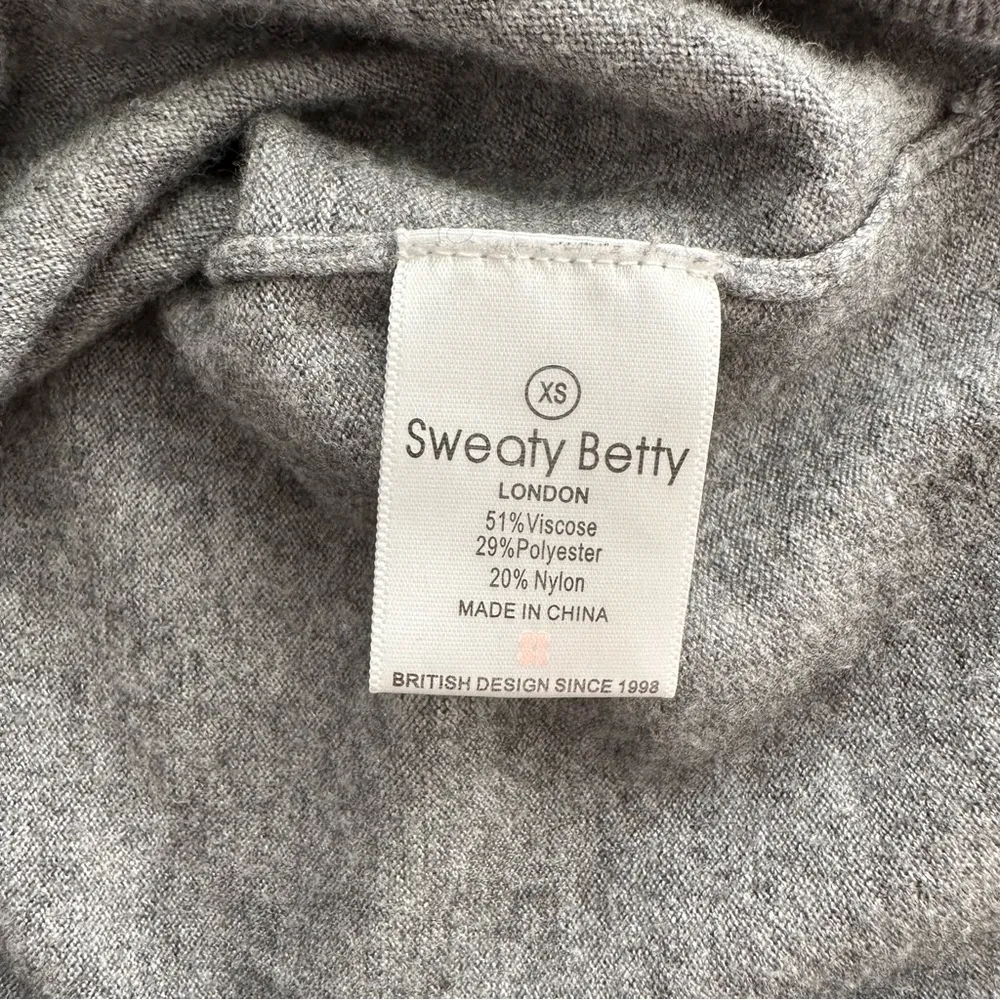 XS
Sweaty Betty
LONDON
51%Viscose
29%Polyester
20% Nylon
MADE IN CHINA
BRITISH DESIGN SINCE 1998